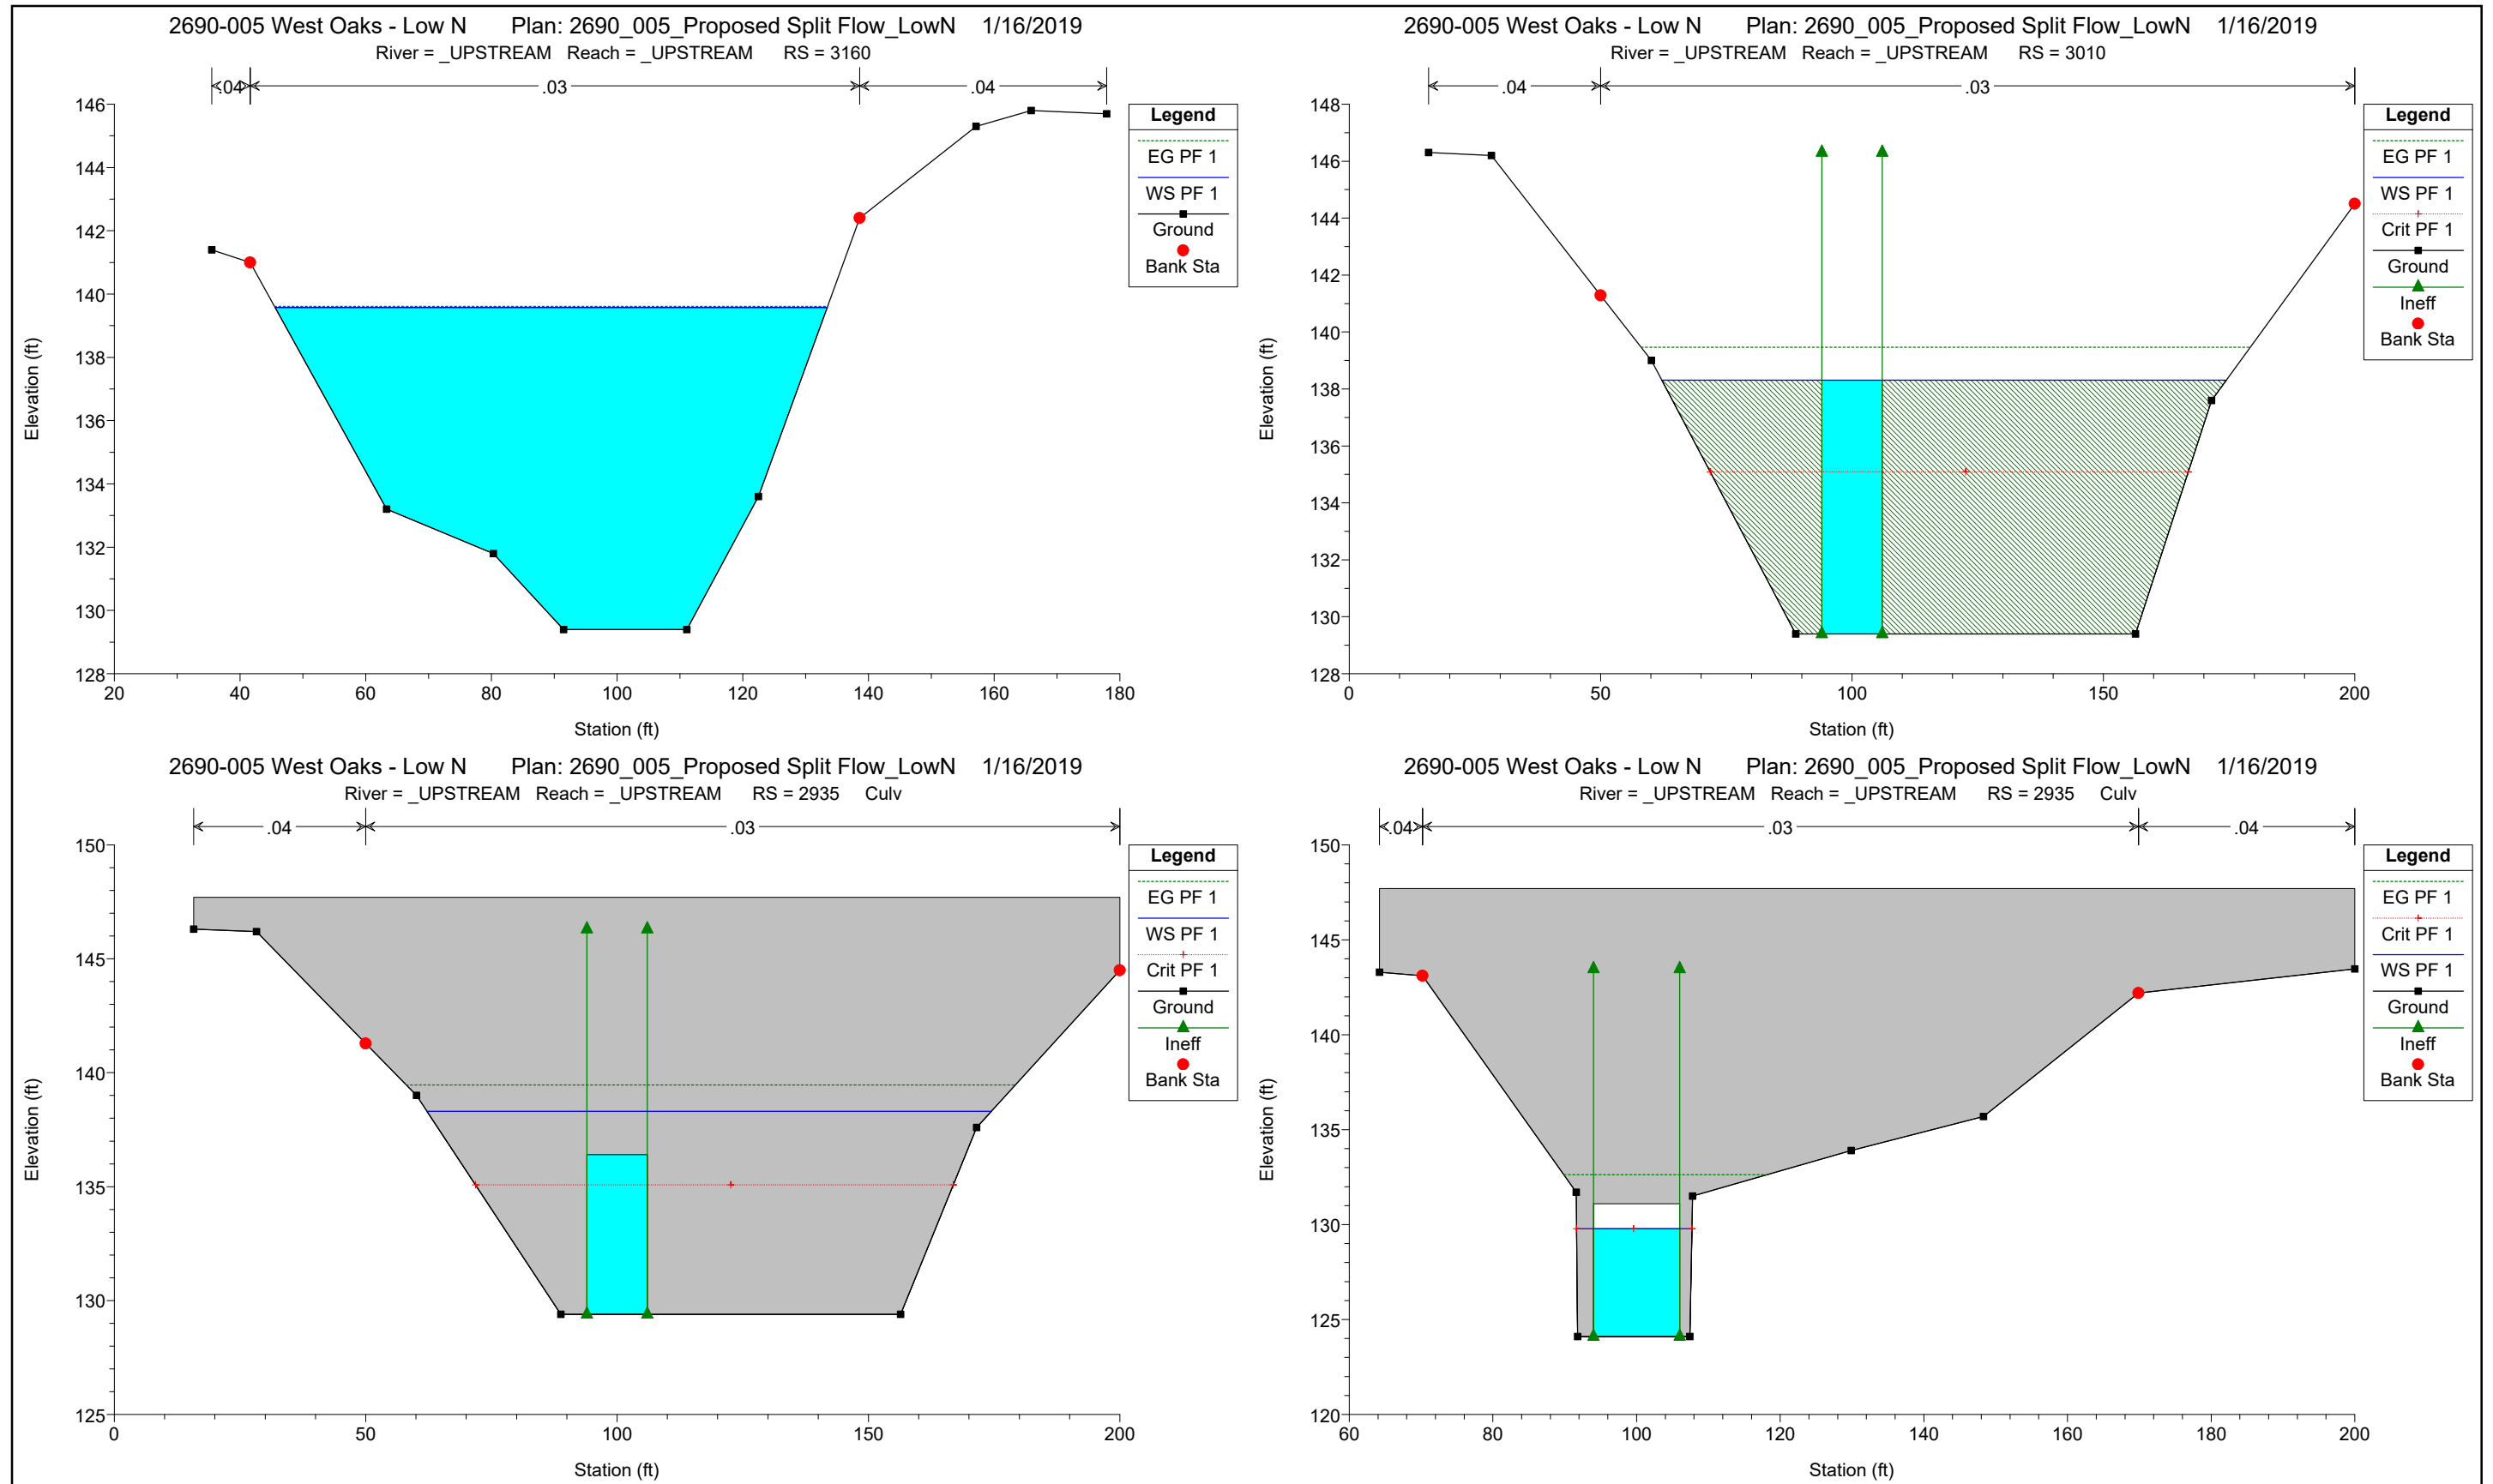 2690-005 West Oaks - Low N Plan: 2690_005_Proposed Split Flow_LowN 1/16/2019
River = _UPSTREAM Reach = _UPSTREAM RS = 3160
.04 .03 .04
146
144
142
140
138
136
134
132
130
128
Elevation (ft)
20 40 60 80 100 120 140 160 180
Station (ft)
Legend
EG PF 1
WS PF 1
Ground
Bank Sta
2690-005 West Oaks - Low N Plan: 2690_005_Proposed Split Flow_LowN 1/16/2019
River = _UPSTREAM Reach = _UPSTREAM RS = 3010
.04 .03
148
146
144
142
140
138
136
134
132
130
128
Elevation (ft)
0 50 100 150 200
Station (ft)
Legend
EG PF 1
WS PF 1
Crit PF 1
Ground
Ineff
Bank Sta
2690-005 West Oaks - Low N Plan: 2690_005_Proposed Split Flow_LowN 1/16/2019
River = _UPSTREAM Reach = _UPSTREAM RS = 2935 Culv
.04 .03
150
145
140
135
130
125
Elevation (ft)
0 50 100 150 200
Station (ft)
Legend
EG PF 1
WS PF 1
Crit PF 1
Ground
Ineff
Bank Sta
2690-005 West Oaks - Low N Plan: 2690_005_Proposed Split Flow_LowN 1/16/2019
River = _UPSTREAM Reach = _UPSTREAM RS = 2935 Culv
.04 .03 .04
150
145
140
135
130
125
120
Elevation (ft)
60 80 100 120 140 160 180 200
Station (ft)
Legend
EG PF 1
Crit PF 1
WS PF 1
Ground
Ineff
Bank Sta